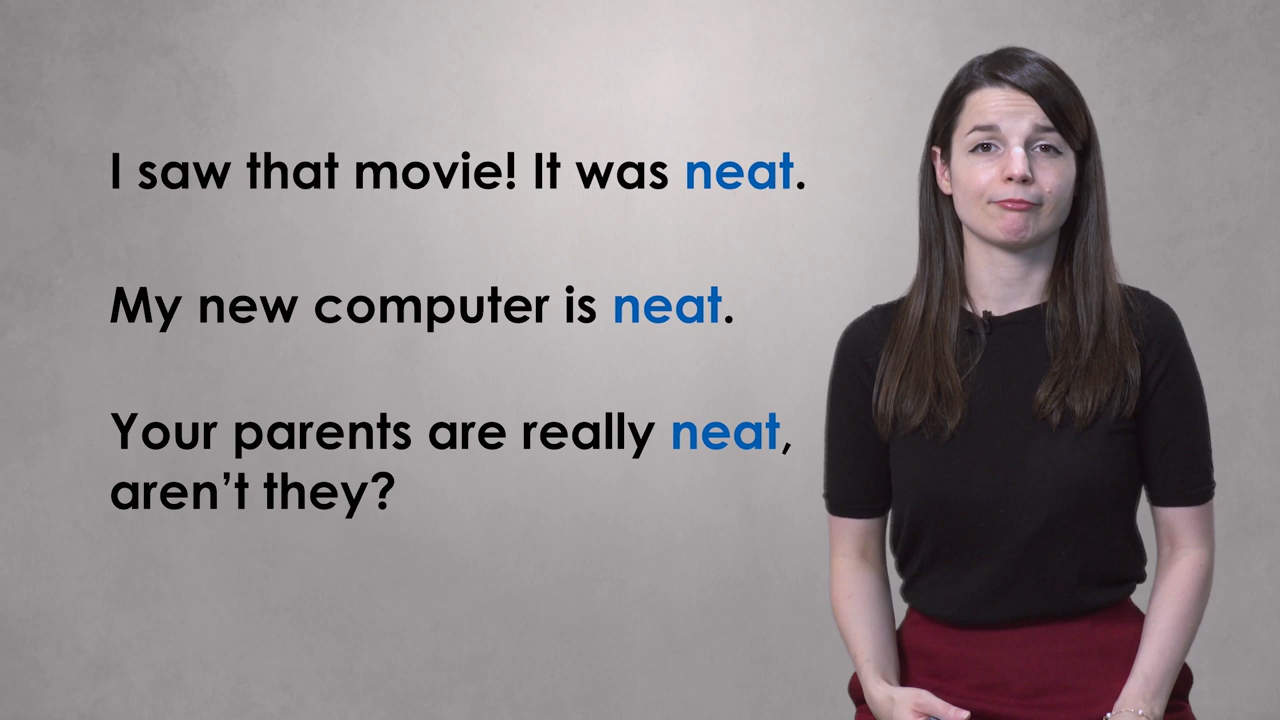 I saw that movie! It was neat.
My new computer is neat.
Your parents are really neat,
aren’t they?